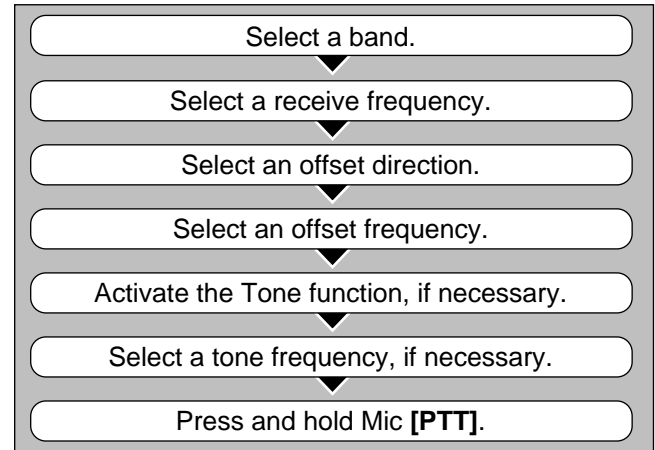 Select a band.
Select a receive frequency.
Select an offset direction.
Select an offset frequency.
Activate the Tone function, if necessary.
Select a tone frequency, if necessary.
Press and hold Mic [PTT].